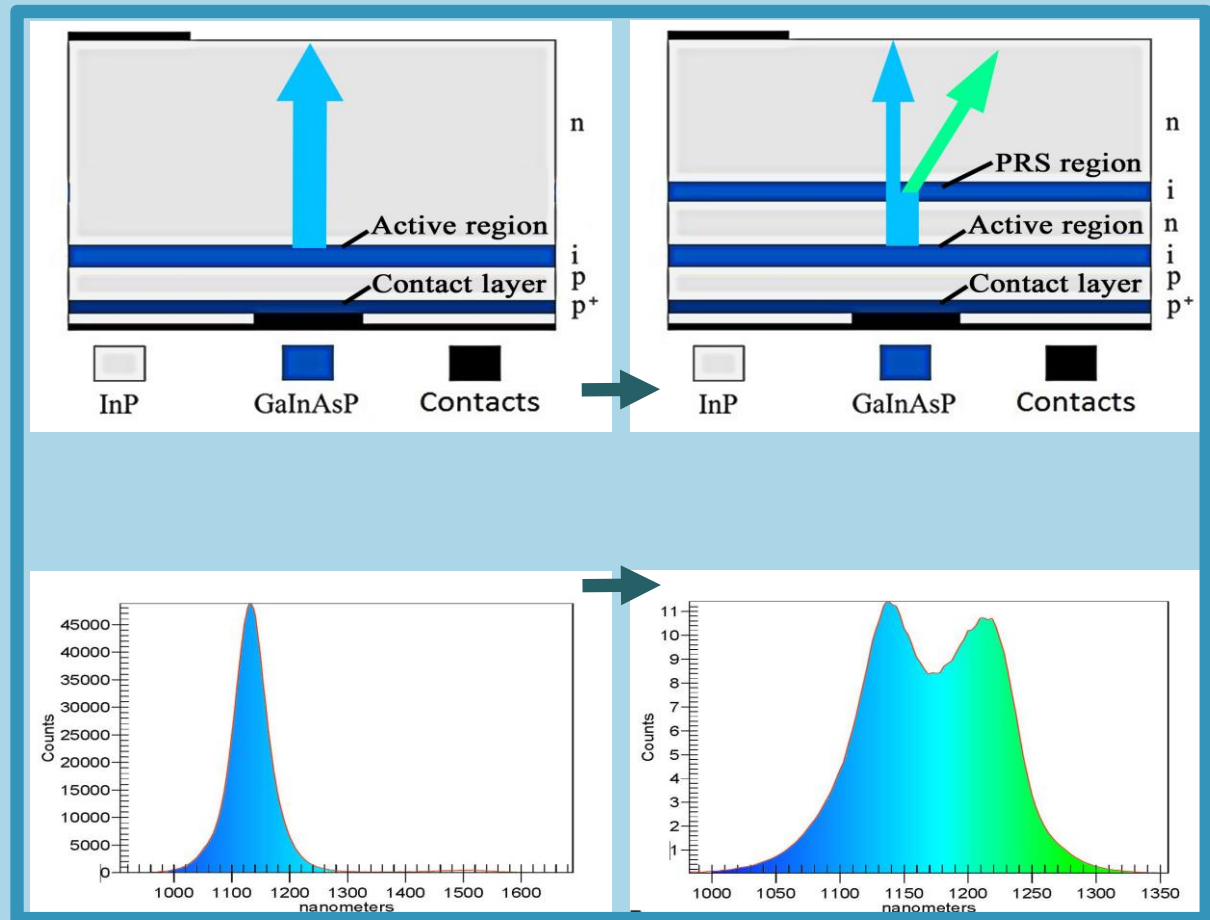 n
Active region
i
p
Contact layer
p+
InP
GaInAsP
Contacts
n
PRS region
i
n
Active region
i
p
Contact layer
p+
InP
GaInAsP
Contacts
45000
40000
35000
30000
25000
20000
15000
10000
5000
0
Counts
1000 1100 1200 1300 1400 1500 1600
nanometers
11
10
9
8
7
6
5
4
3
2
1
Counts
1000 1050 1100 1150 1200 1250 1300 1350
nanometers